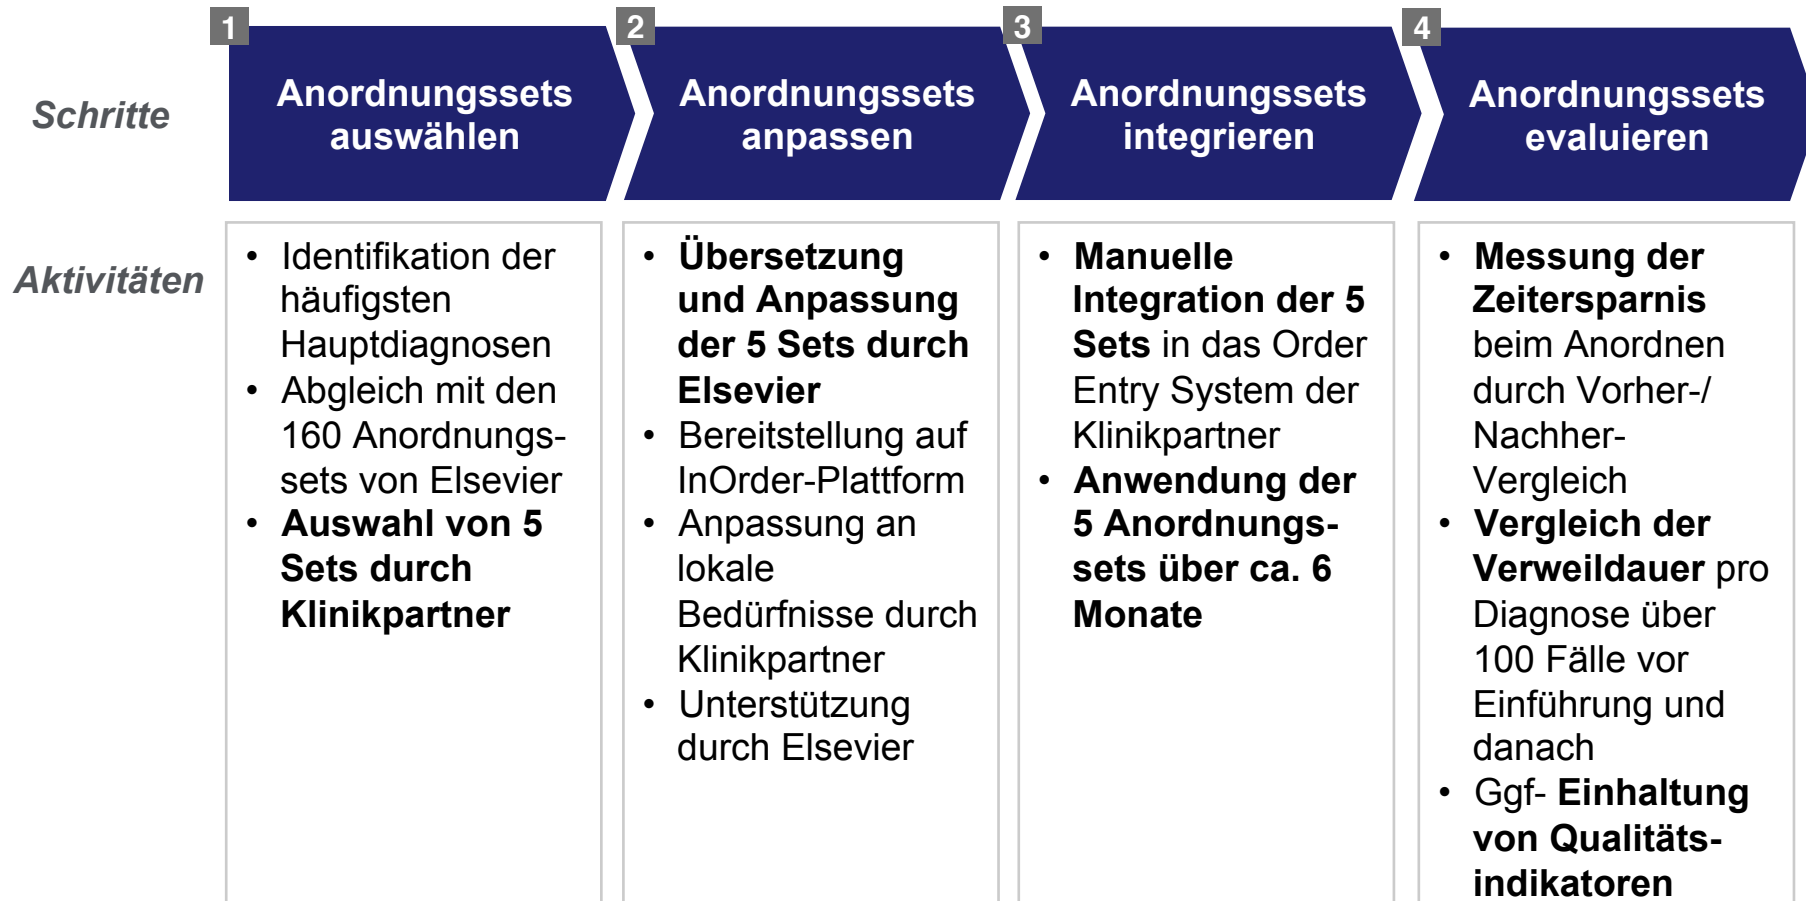 1
2
3
4
Schritte
Anordnungssets
auswählen
Anordnungssets
anpassen
Anordnungssets
integrieren
Anordnungssets
evaluieren
Aktivitäten
• Identifikation der
häufigsten
Hauptdiagnosen
• Abgleich mit den
160 Anordnungs-
sets von Elsevier
• Auswahl von 5
Sets durch
Klinikpartner
• Übersetzung
und Anpassung
der 5 Sets durch
Elsevier
• Bereitstellung auf
InOrder-Plattform
• Anpassung an
lokale
Bedürfnisse durch
Klinikpartner
• Unterstützung
durch Elsevier
• Manuelle
Integration der 5
Sets in das Order
Entry System der
Klinikpartner
• Anwendung der
5 Anordnungs-
sets über ca. 6
Monate
• Messung der
Zeitersparnis
beim Anordnen
durch Vorher-/
Nachher-
Vergleich
• Vergleich der
Verweildauer pro
Diagnose über
100 Fälle vor
Einführung und
danach
• Ggf- Einhaltung
von Qualitäts-
indikatoren